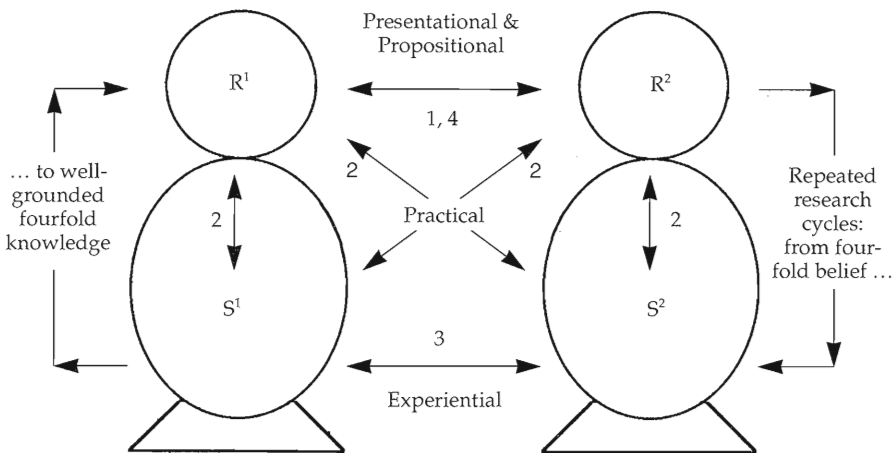 Presentational &
Propositional
R¹
R²
1, 4
… to well-
grounded
fourfold
knowledge
2
2
2
Practical
2
Repeated
research
cycles:
from four-
fold belief …
S¹
S²
3
Experiential